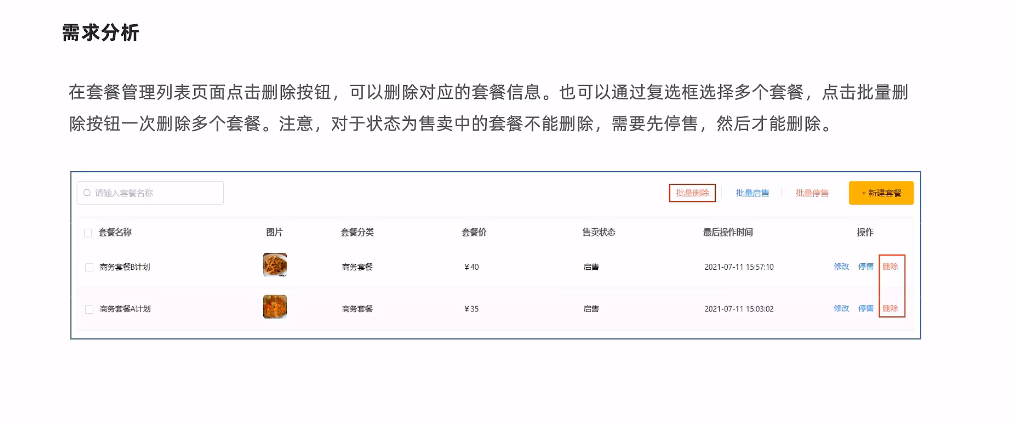 需求分析
在套餐管理列表页面点击删除按钮，可以删除对应的套餐信息。也可以通过复选框选择多个套餐，点击批量删
除按钮一次删除多个套餐。注意，对于状态为售卖中的套餐不能删除，需要先停售，然后才能删除。
请输入套餐名称 批量删除 批量启售 批量停售 + 新建套餐
套餐名称 图片 套餐分类 套餐价 售卖状态 最后操作时间 操作
商务套餐B计划 商务套餐 ￥40 启售 2021-07-11 15:57:10 修改 停售 删除
商务套餐A计划 商务套餐 ￥35 启售 2021-07-11 15:03:02 修改 停售 删除